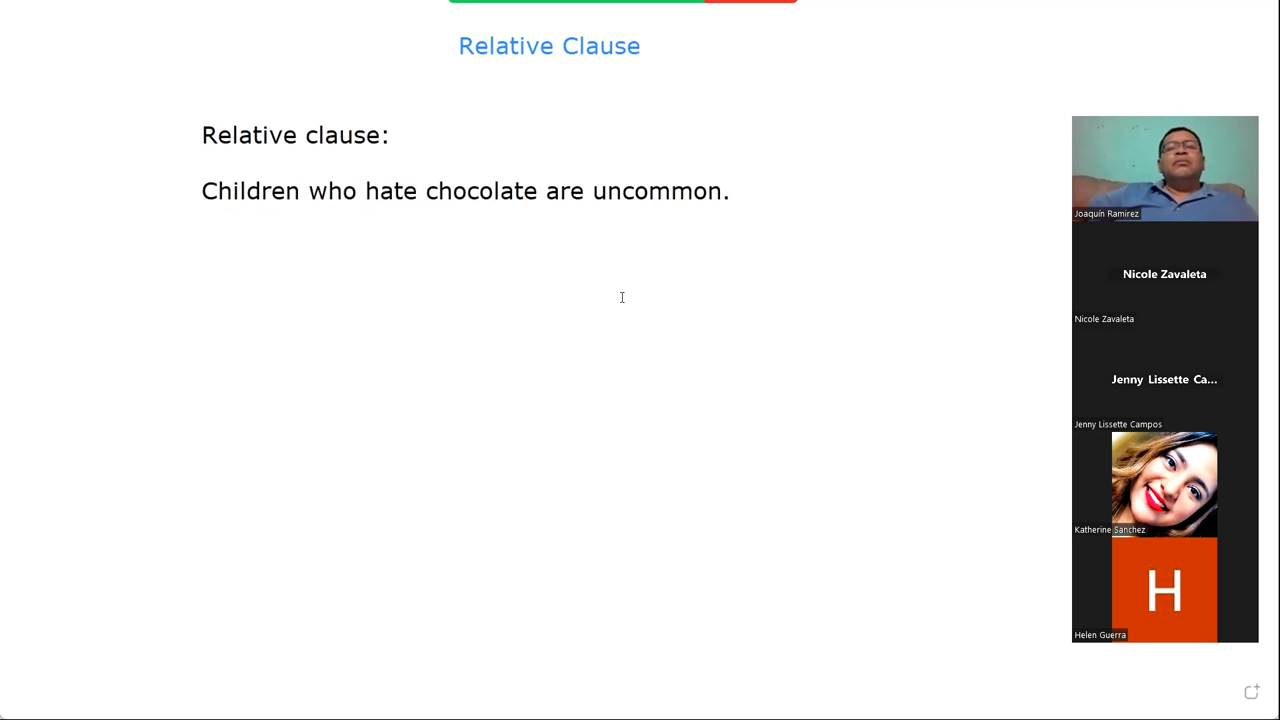 Relative Clause
Relative clause:
Children who hate chocolate are uncommon.
Joaquín Ramirez
Nicole Zavaleta
Nicole Zavaleta
Jenny Lissette Ca...
Jenny Lissette Campos
Katherine Sanchez
H
Helen Guerra